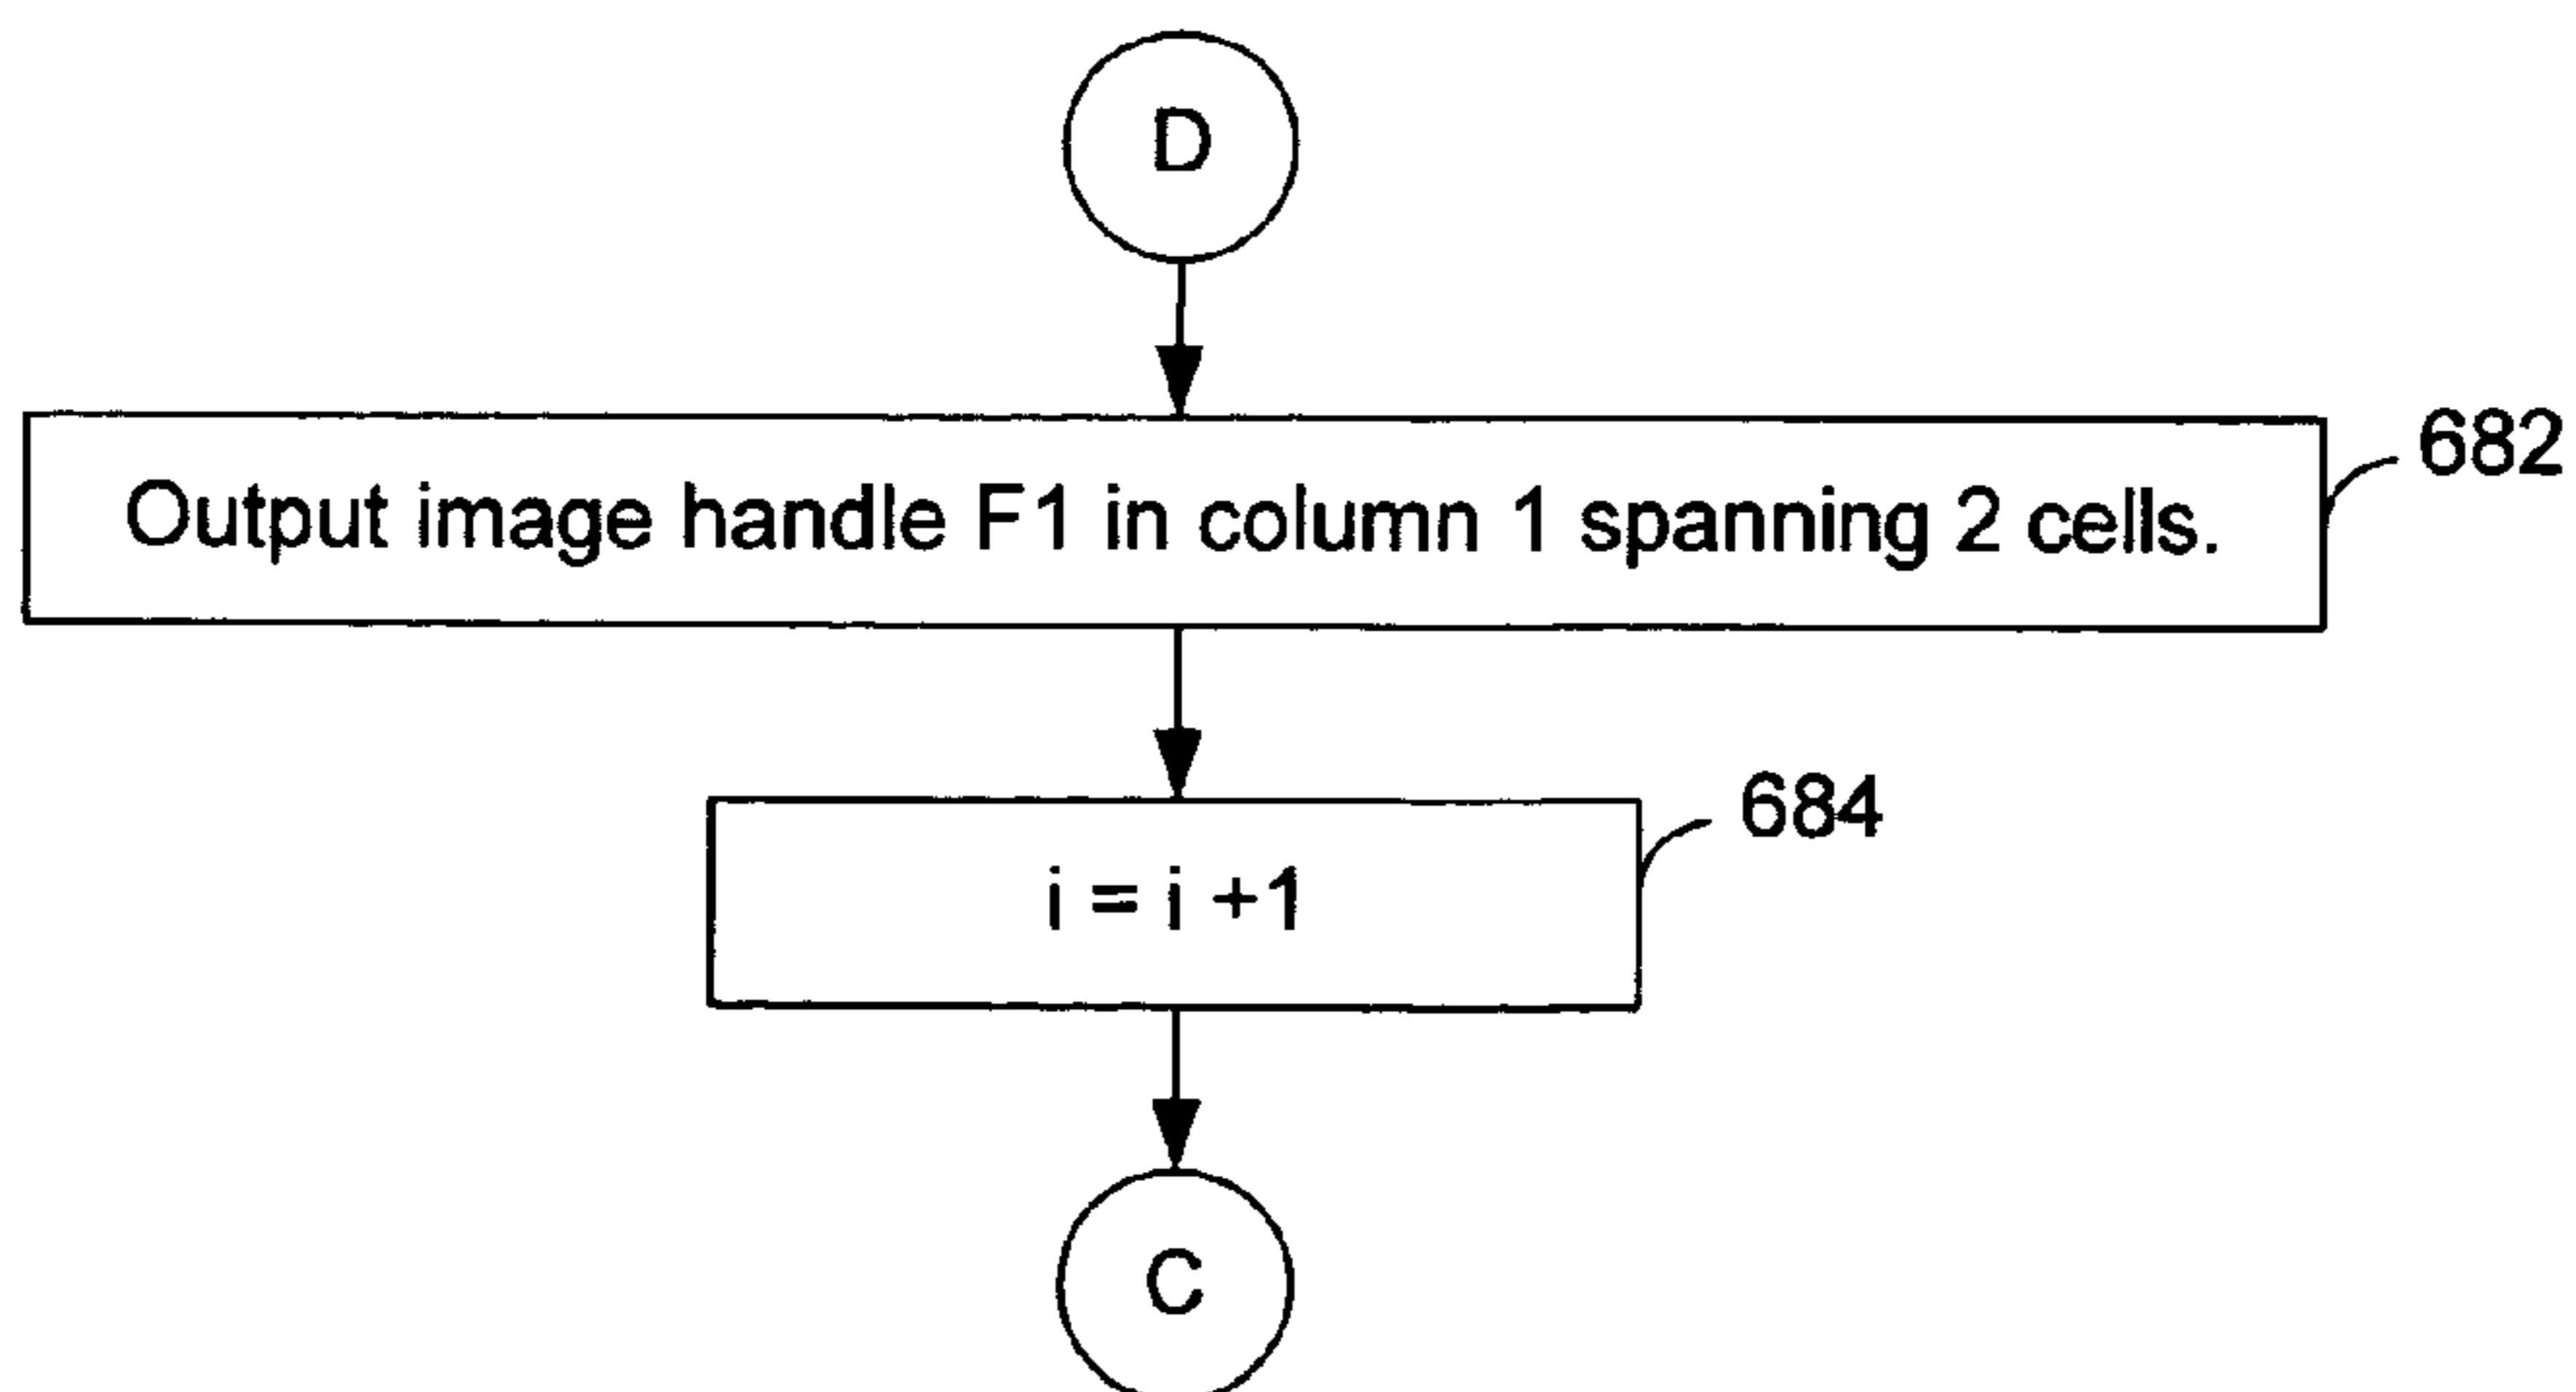 D
Output image handle F1 in column 1 spanning 2 cells.
682
i = i +1
684
C